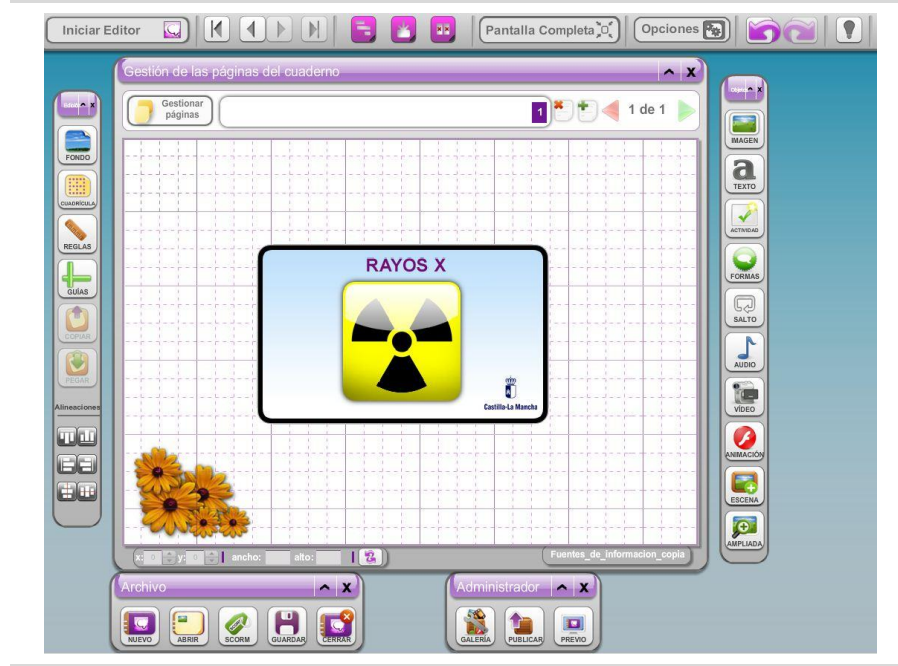 Iniciar Editor
Pantalla Completa
Opciones
Gestión de las páginas del cuaderno
Gestionar páginas
1
1 de 1
FONDO
CUADRÍCULA
REGLAS
GUÍAS
COPIAR
PEGAR
Alineaciones
RAYOS X
Castilla-La Mancha
x: 0 y: 0 ancho: alto:
Fuentes_de_informacion_copia
IMAGEN
TEXTO
ACTIVIDAD
FORMAS
SALTO
AUDIO
VÍDEO
ANIMACIÓN
ESCENA
AMPLIADA
Archivo
NUEVO
ABRIR
SCORM
GUARDAR
CERRAR
Administrador
GALERÍA
PUBLICAR
PREVIO